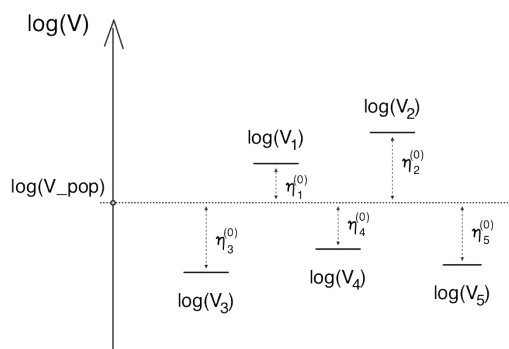 log(V)
log(V₂)
log(V₁)
η₂⁽⁰⁾
log(V_pop)
η₁⁽⁰⁾
η₃⁽⁰⁾
η₄⁽⁰⁾
η₅⁽⁰⁾
log(V₃)
log(V₄)
log(V₅)